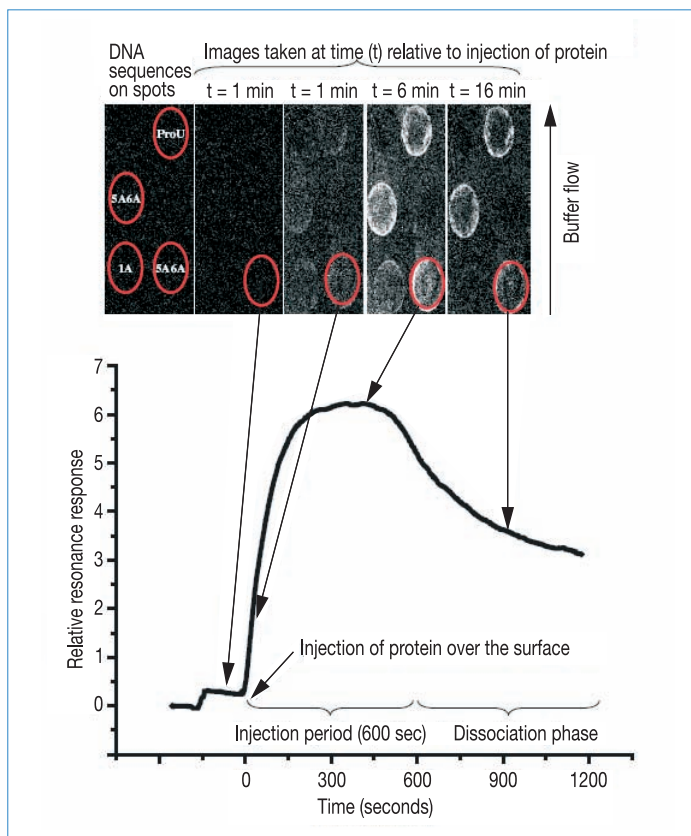 DNA sequences on spots
Images taken at time (t) relative to injection of protein
t = 1 min
t = 1 min
t = 6 min
t = 16 min
ProU
5A6A
1A
5A6A
Buffer flow
Relative resonance response
7
6
5
4
3
2
1
0
Injection of protein over the surface
Injection period (600 sec)
Dissociation phase
0
300
600
900
1200
Time (seconds)